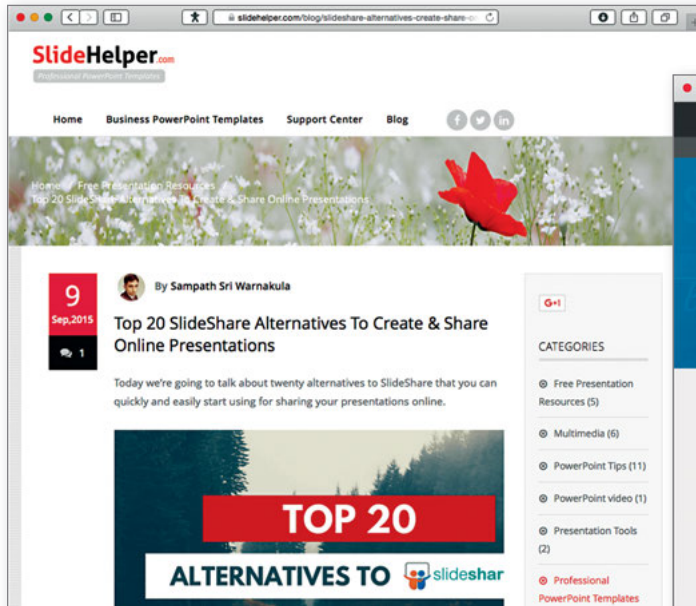 slidehelper.com/blog/slideshare-alternatives-create-share-o
SlideHelper.com
Professional PowerPoint Templates
Home Business PowerPoint Templates Support Center Blog
Home / Free Presentation Resources /
Top 20 SlideShare Alternatives To Create & Share Online Presentations
9
Sep,2015
1
By Sampath Sri Warnakula
Top 20 SlideShare Alternatives To Create & Share
Online Presentations
Today we're going to talk about twenty alternatives to SlideShare that you can
quickly and easily start using for sharing your presentations online.
TOP 20
ALTERNATIVES TO slideshar
G+1
CATEGORIES
Free Presentation
Resources (5)
Multimedia (6)
PowerPoint Tips (11)
PowerPoint video (1)
Presentation Tools
(2)
Professional
PowerPoint Templates